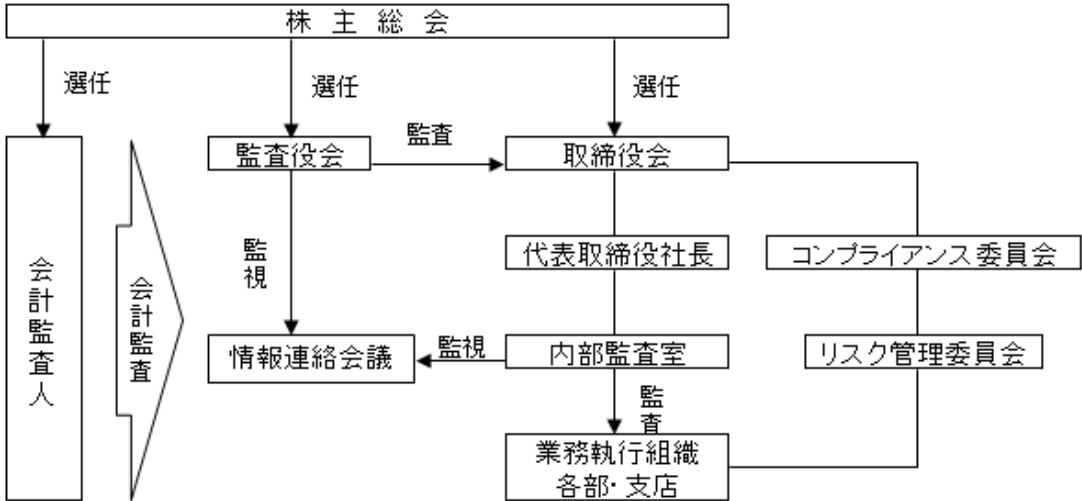 株主総会
選任
選任
選任
監査役会
監査
取締役会
会計監査人
会計監査
監視
代表取締役社長
コンプライアンス委員会
情報連絡会議
監視
内部監査室
リスク管理委員会
監査
業務執行組織
各部・支店